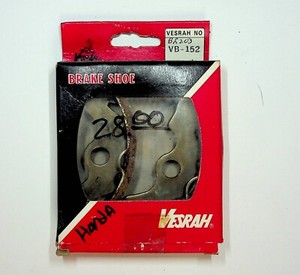 VESRAH NO
VB-152
BRAKE SHOE
28.00
Honda
VESRAH